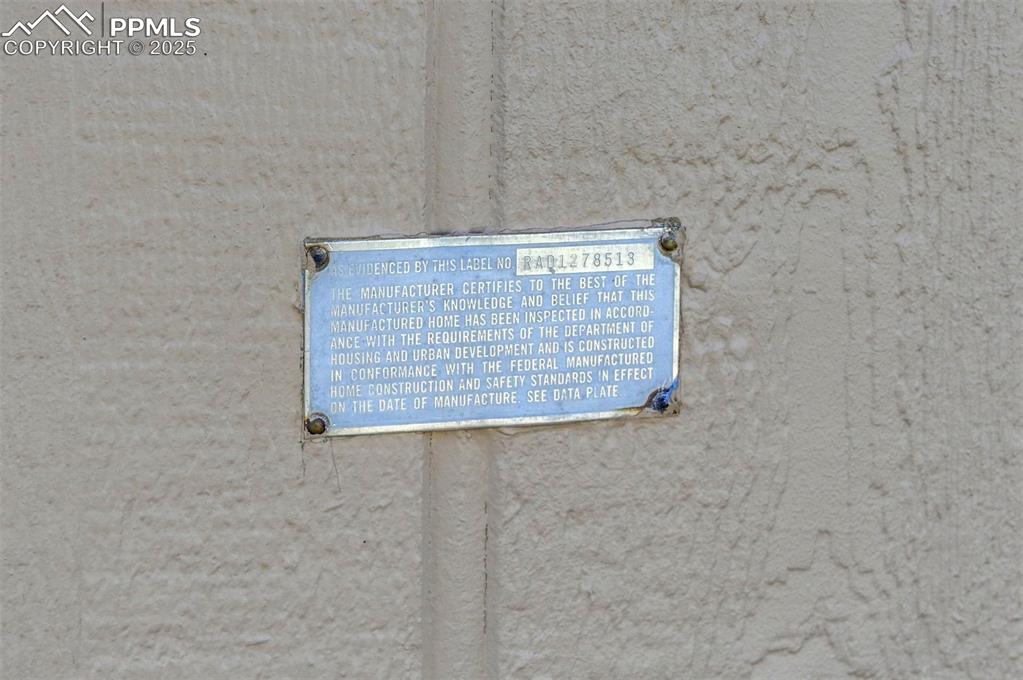 PPMLS
COPYRIGHT © 2025
AS EVIDENCED BY THIS LABEL NO. RAD1278513
THE MANUFACTURER CERTIFIES TO THE BEST OF THE
MANUFACTURER'S KNOWLEDGE AND BELIEF THAT THIS
MANUFACTURED HOME HAS BEEN INSPECTED IN ACCORD-
ANCE WITH THE REQUIREMENTS OF THE DEPARTMENT OF
HOUSING AND URBAN DEVELOPMENT AND IS CONSTRUCTED
IN CONFORMANCE WITH THE FEDERAL MANUFACTURED
HOME CONSTRUCTION AND SAFETY STANDARDS IN EFFECT
ON THE DATE OF MANUFACTURE. SEE DATA PLATE